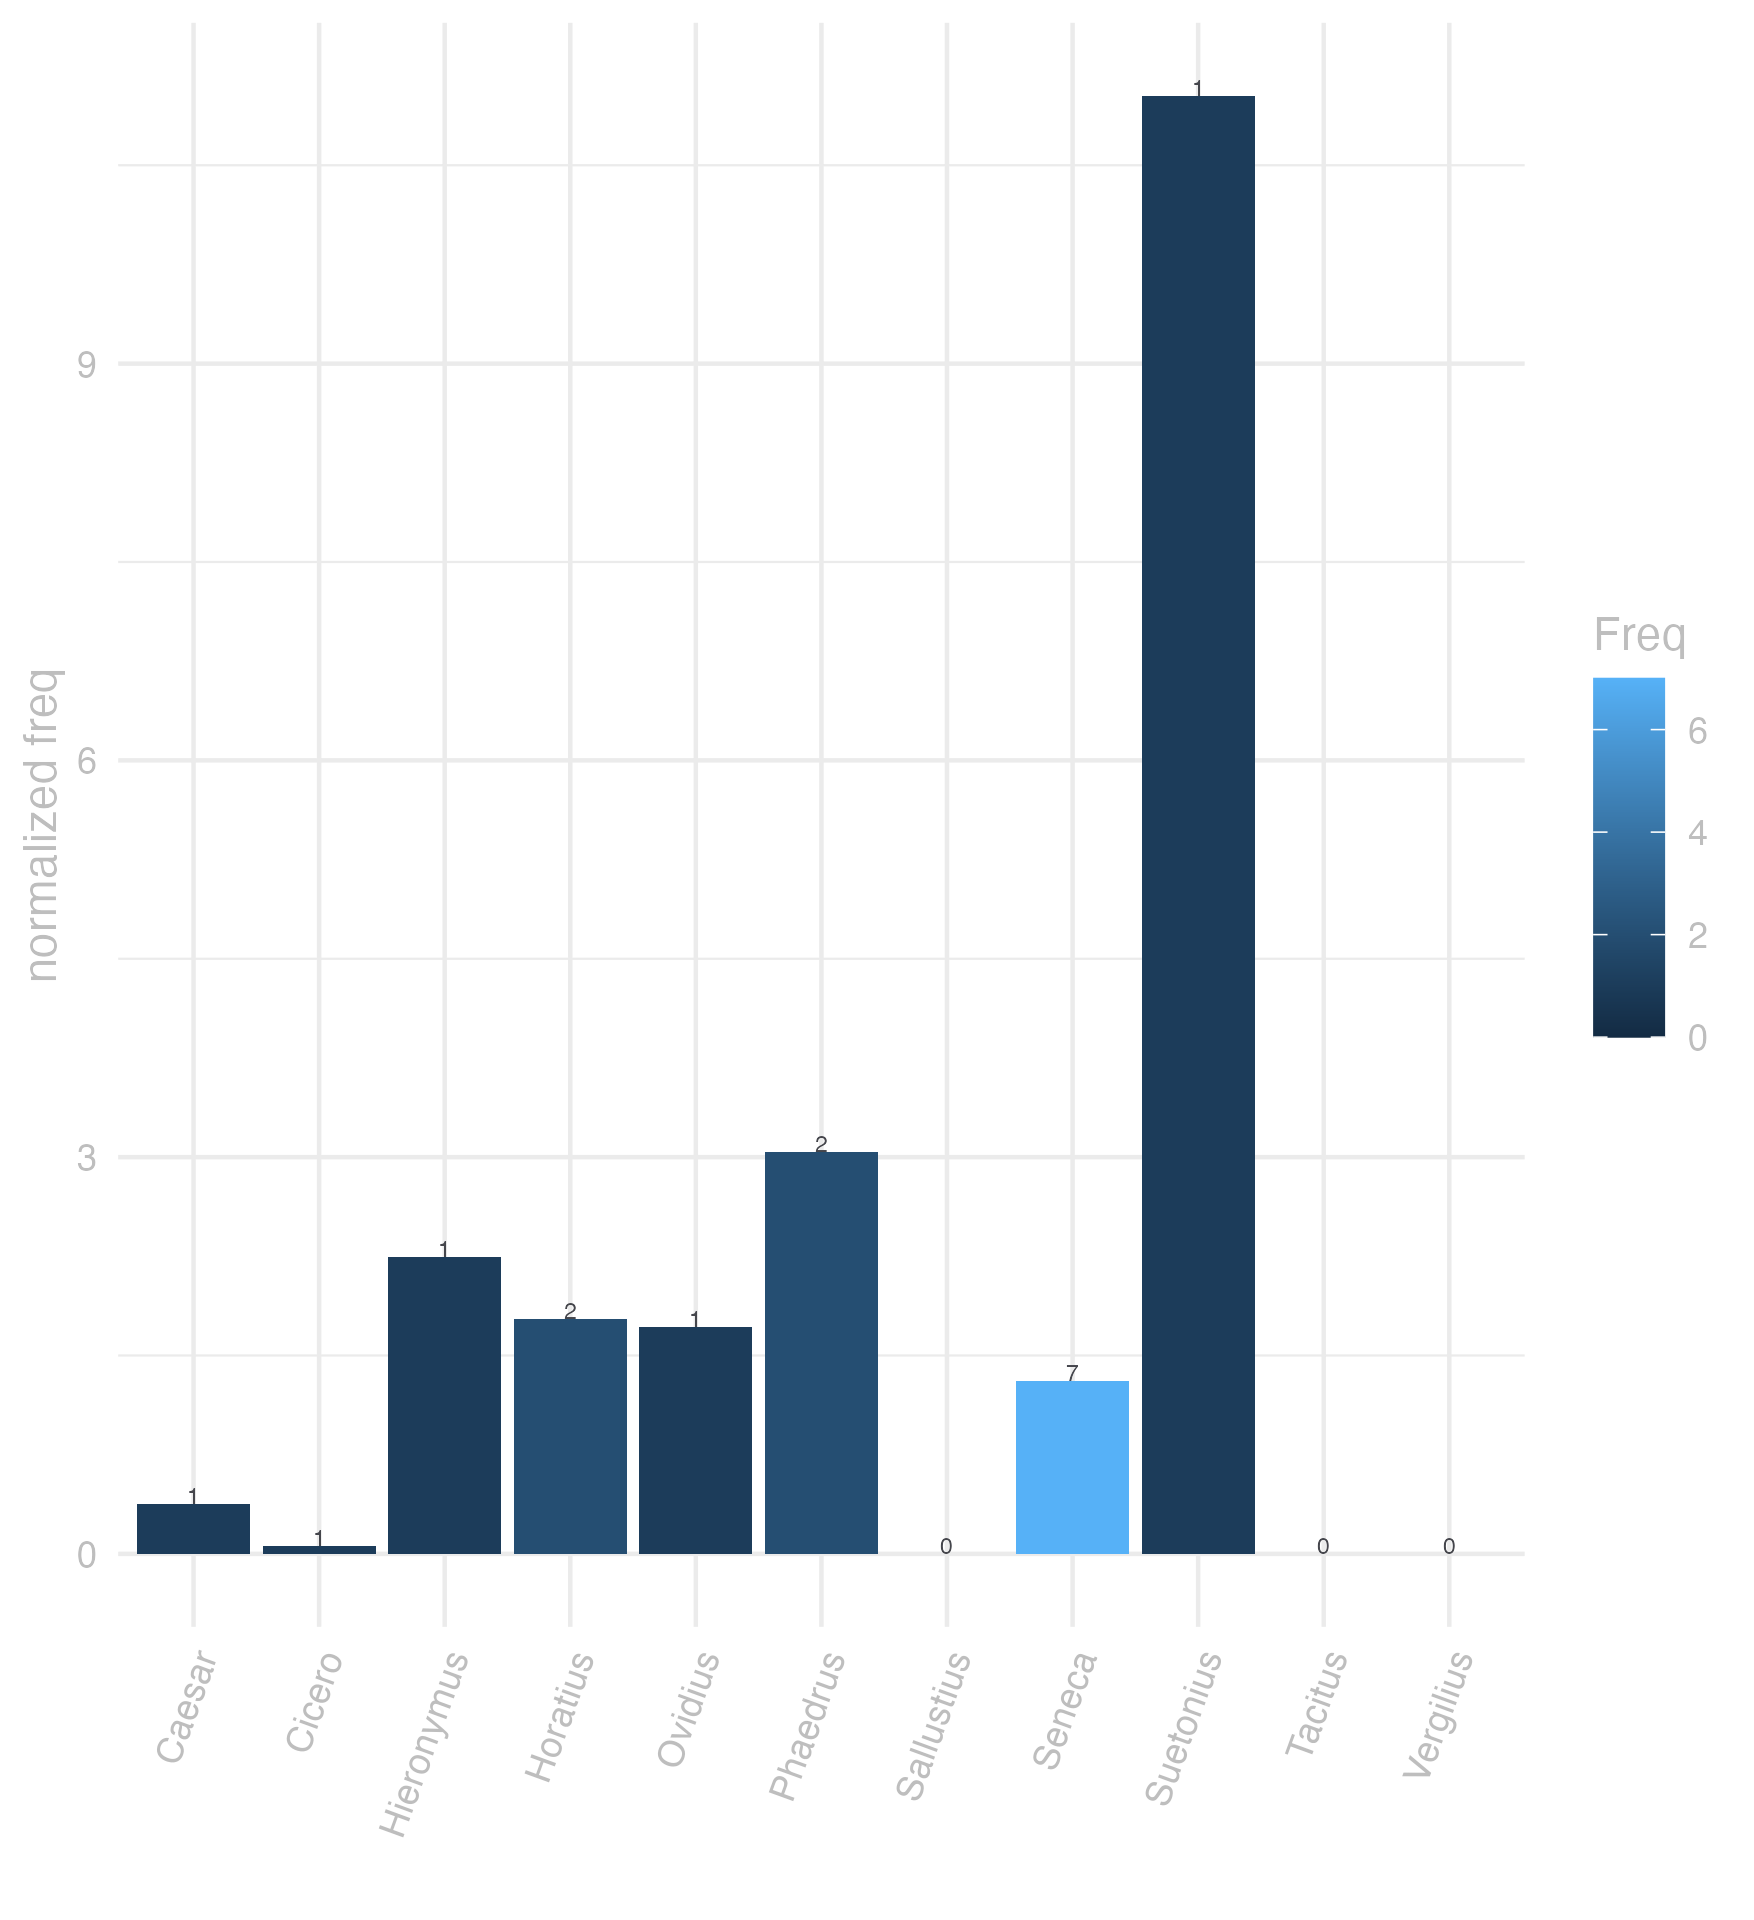 normalized freq
9
6
3
0
1
1
1
2
1
2
0
7
1
0
0
Caesar
Cicero
Hieronymus
Horatius
Ovidius
Phaedrus
Sallustius
Seneca
Suetonius
Tacitus
Vergilius
Freq
6
4
2
0